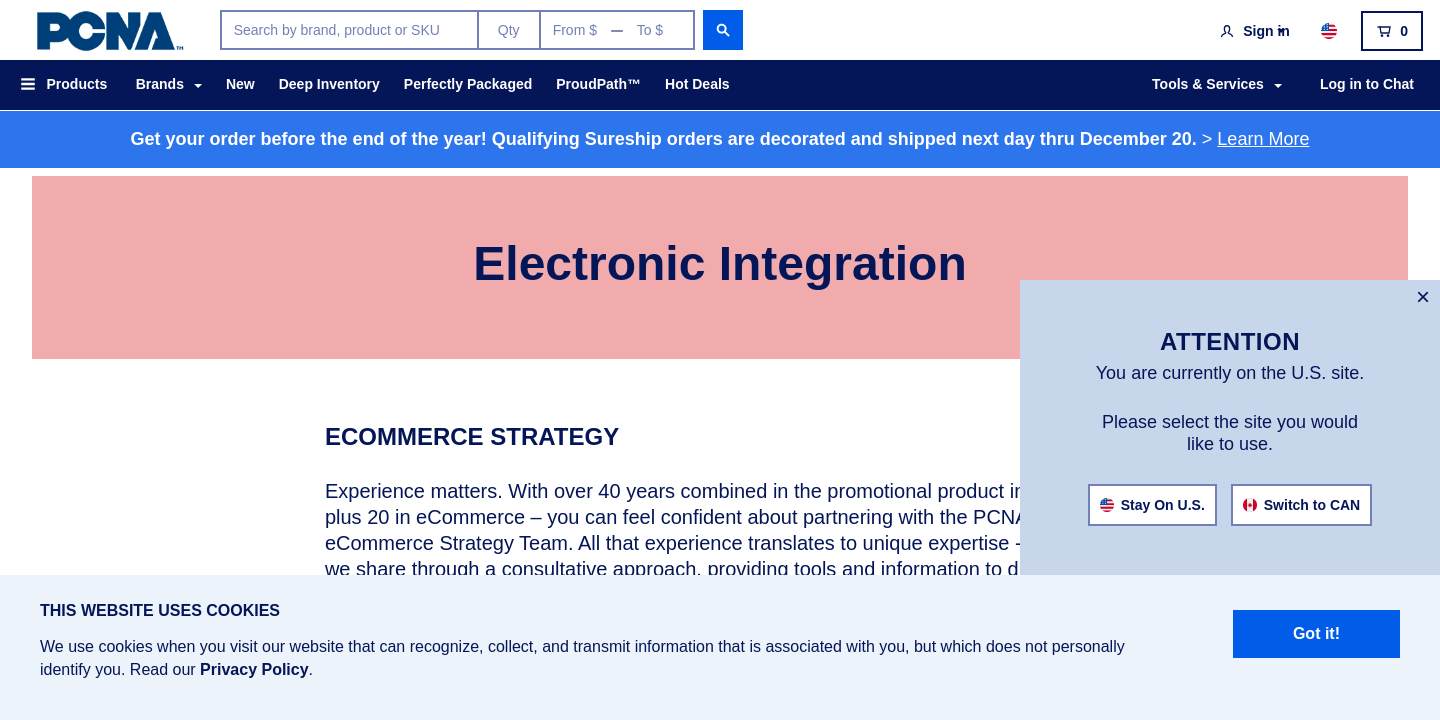 PCNA™
Search by brand, product or SKU
Qty
From $
To $
Sign in
0
Products
Brands
New
Deep Inventory
Perfectly Packaged
ProudPath™
Hot Deals
Tools & Services
Log in to Chat
Get your order before the end of the year! Qualifying Sureship orders are decorated and shipped next day thru December 20. > Learn More
Electronic Integration
×
ATTENTION
You are currently on the U.S. site.
Please select the site you would
like to use.
Stay On U.S.
Switch to CAN
ECOMMERCE STRATEGY
Experience matters. With over 40 years combined in the promotional product
plus 20 in eCommerce – you can feel confident about partnering with the PCNA
eCommerce Strategy Team. All that experience translates to unique expertise -
we share through a consultative approach, providing tools and information to
THIS WEBSITE USES COOKIES
We use cookies when you visit our website that can recognize, collect, and transmit information that is associated with you, but which does not personally
identify you. Read our Privacy Policy.
Got it!